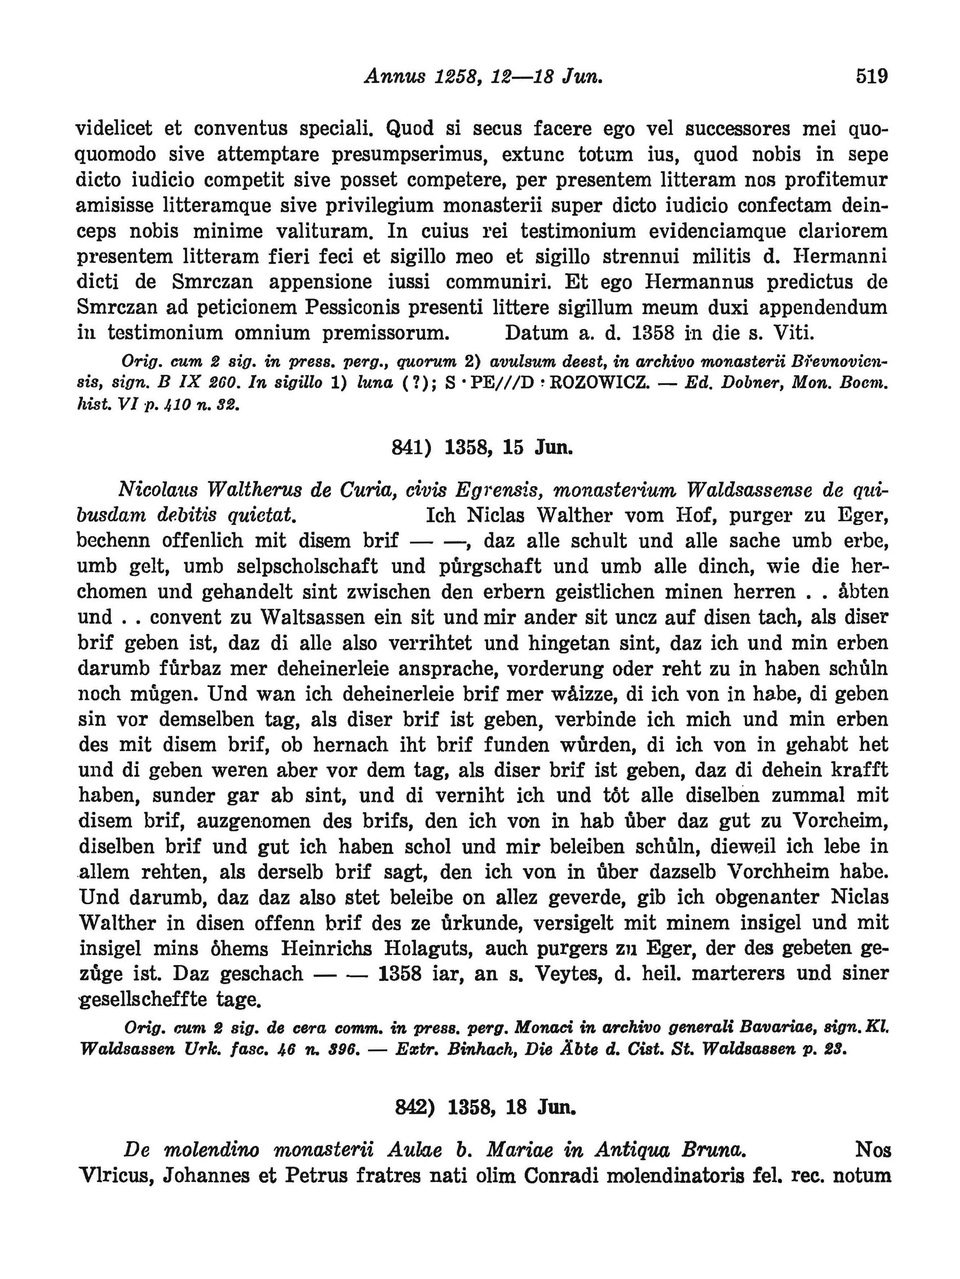 Annus 1258, 12—18 Jun. 519
videlicet et conventus speciali. Quod si secus facere ego vel successores mei quo-
quomodo sive attemptare presumpserimus, extunc totum ius, quod nobis in sepe
dicto iudicio competit sive posset competere, per presentem litteram nos profitemur
amisisse litteramque sive privilegium monasterii super dicto iudicio confectam dein-
ceps nobis minime valituram. In cuius rei testimonium evidenciamque clariorem
presentem litteram fieri feci et sigillo meo et sigillo strennui militis d. Hermanni
dicti de Smrczan appensione iussi communiri. Et ego Hermannus predictus de
Smrczan ad peticionem Pessiconis presenti littere sigillum meum duxi appendendum
in testimonium omnium premissorum. Datum a. d. 1358 in die s. Viti.
Orig. cum 2 sig. in press. perg., quorum 2) avulsum deest, in archivo monasterii Břevnovien-
sis, sign. B IX 260. In sigillo 1) luna (?); S · PE///D : ROZOWICZ. — Ed. Dobner, Mon. Boem.
hist. VI p. 410 n. 32.
841) 1358, 15 Jun.
Nicolaus Waltherus de Curia, civis Egrensis, monasterium Waldsassense de qui-
busdam debitis quietat. Ich Niclas Walther vom Hof, purger zu Eger,
bechenn offenlich mit disem brif — —, daz alle schult und alle sache umb erbe,
umb gelt, umb selpscholschaft und půrgschaft und umb alle dinch, wie die her-
chomen und gehandelt sint zwischen den erbern geistlichen minen herren . . åbten
und . . convent zu Waltsassen ein sit und mir ander sit uncz auf disen tach, als diser
brif geben ist, daz di alle also verrihtet und hingetan sint, daz ich und min erben
darumb fůrbaz mer deheinerleie ansprache, vorderung oder reht zu in haben schůln
noch můgen. Und wan ich deheinerleie brif mer wåizze, di ich von in habe, di geben
sin vor demselben tag, als diser brif ist geben, verbinde ich mich und min erben
des mit disem brif, ob hernach iht brif funden wůrden, di ich von in gehabt het
und di geben weren aber vor dem tag, als diser brif ist geben, daz di dehein krafft
haben, sunder gar ab sint, und di verniht ich und tôt alle diselben zummal mit
disem brif, auzgenomen des brifs, den ich von in hab ůber daz gut zu Vorcheim,
diselben brif und gut ich haben schol und mir beleiben schůln, dieweil ich lebe in
allem rehten, als derselb brif sagt, den ich von in ůber dazselb Vorchheim habe.
Und darumb, daz daz also stet beleibe on allez geverde, gib ich obgenanter Niclas
Walther in disen offenn brif des ze ůrkunde, versigelt mit minem insigel und mit
insigel mins ôhems Heinrichs Holaguts, auch purgers zu Eger, der des gebeten ge-
zůge ist. Daz geschach — — 1358 iar, an s. Veytes, d. heil. marterers und siner
gesellscheffte tage.
Orig. cum 2 sig. de cera comm. in press. perg. Monaci in archivo generali Bavariae, sign. Kl.
Waldsassen Urk. fasc. 46 n. 396. — Extr. Binhach, Die Äbte d. Cist. St. Waldsassen p. 23.
842) 1358, 18 Jun.
De molendino monasterii Aulae b. Mariae in Antiqua Bruna. Nos
Vlricus, Johannes et Petrus fratres nati olim Conradi molendinatoris fel. rec. notum